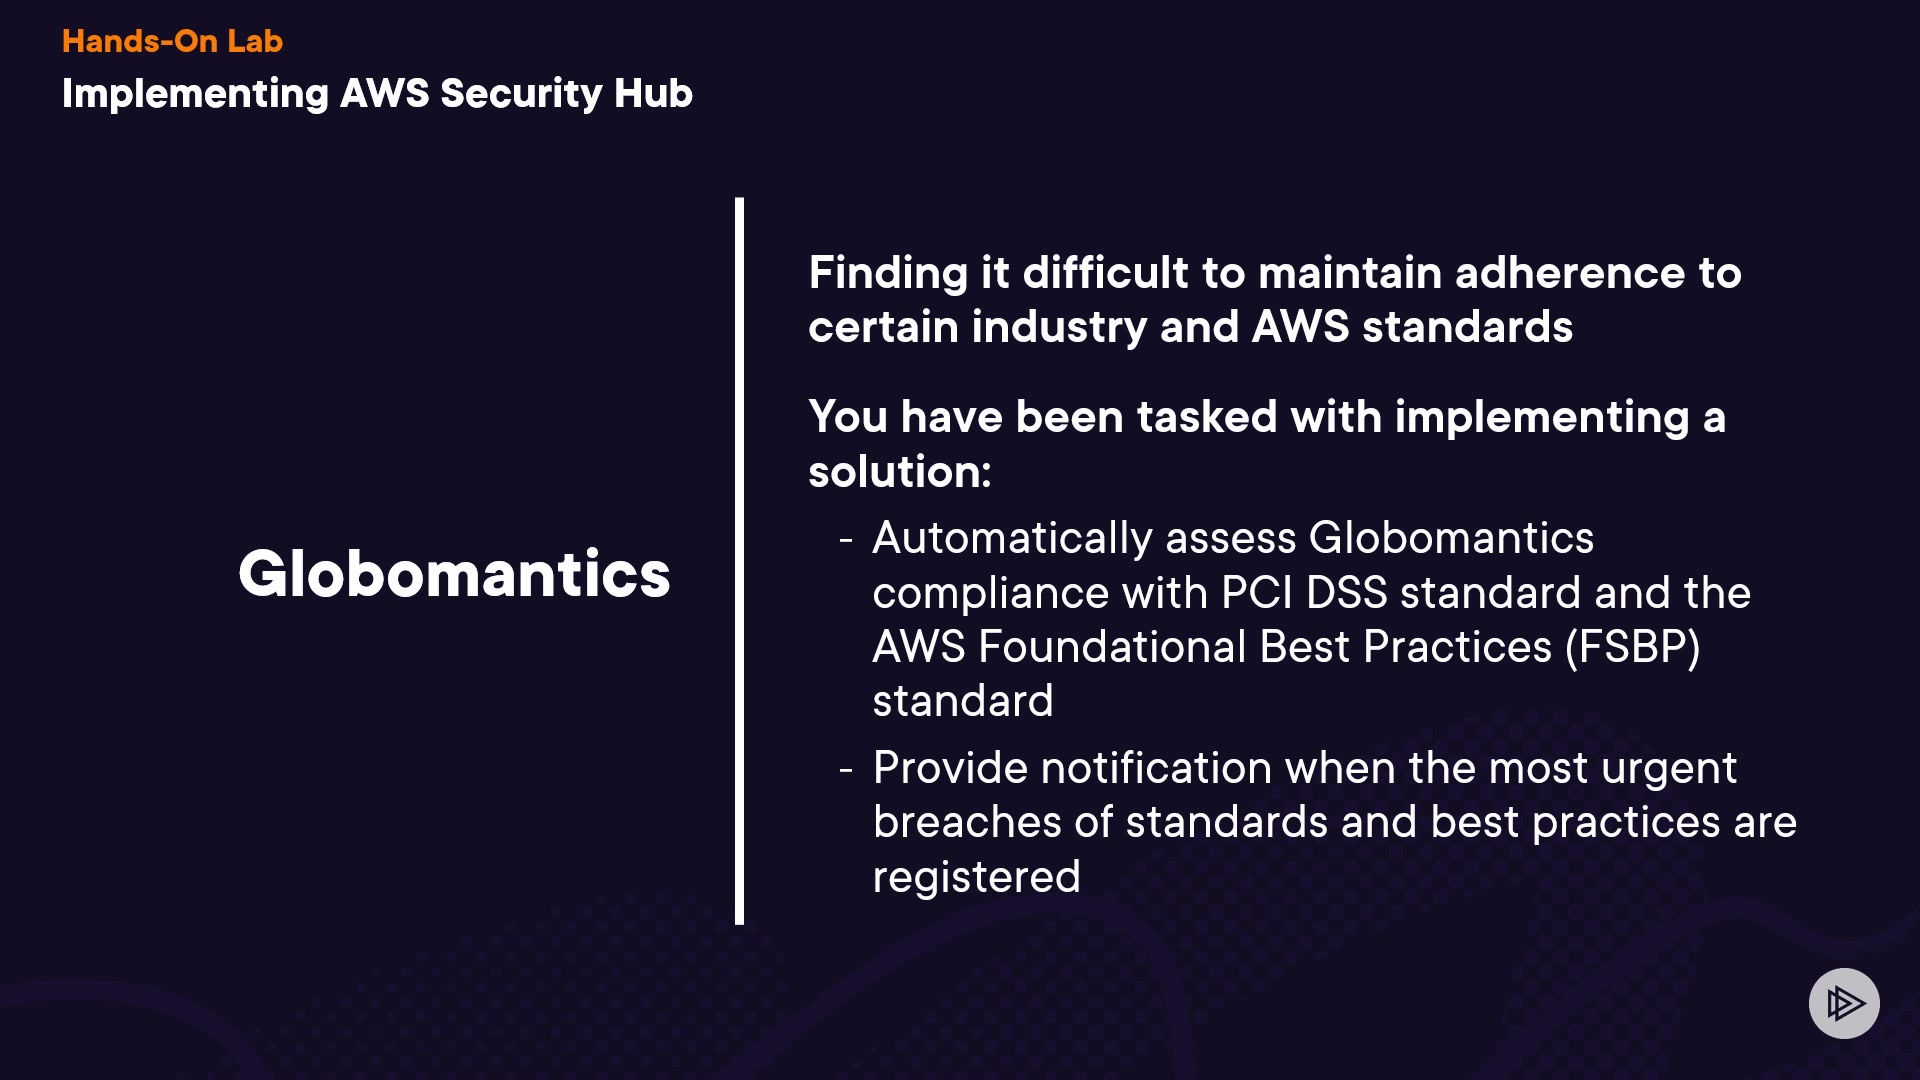 Hands-On Lab
Implementing AWS Security Hub
Globomantics
Finding it difficult to maintain adherence to
certain industry and AWS standards
You have been tasked with implementing a
solution:
- Automatically assess Globomantics
compliance with PCI DSS standard and the
AWS Foundational Best Practices (FSBP)
standard
- Provide notification when the most urgent
breaches of standards and best practices are
registered